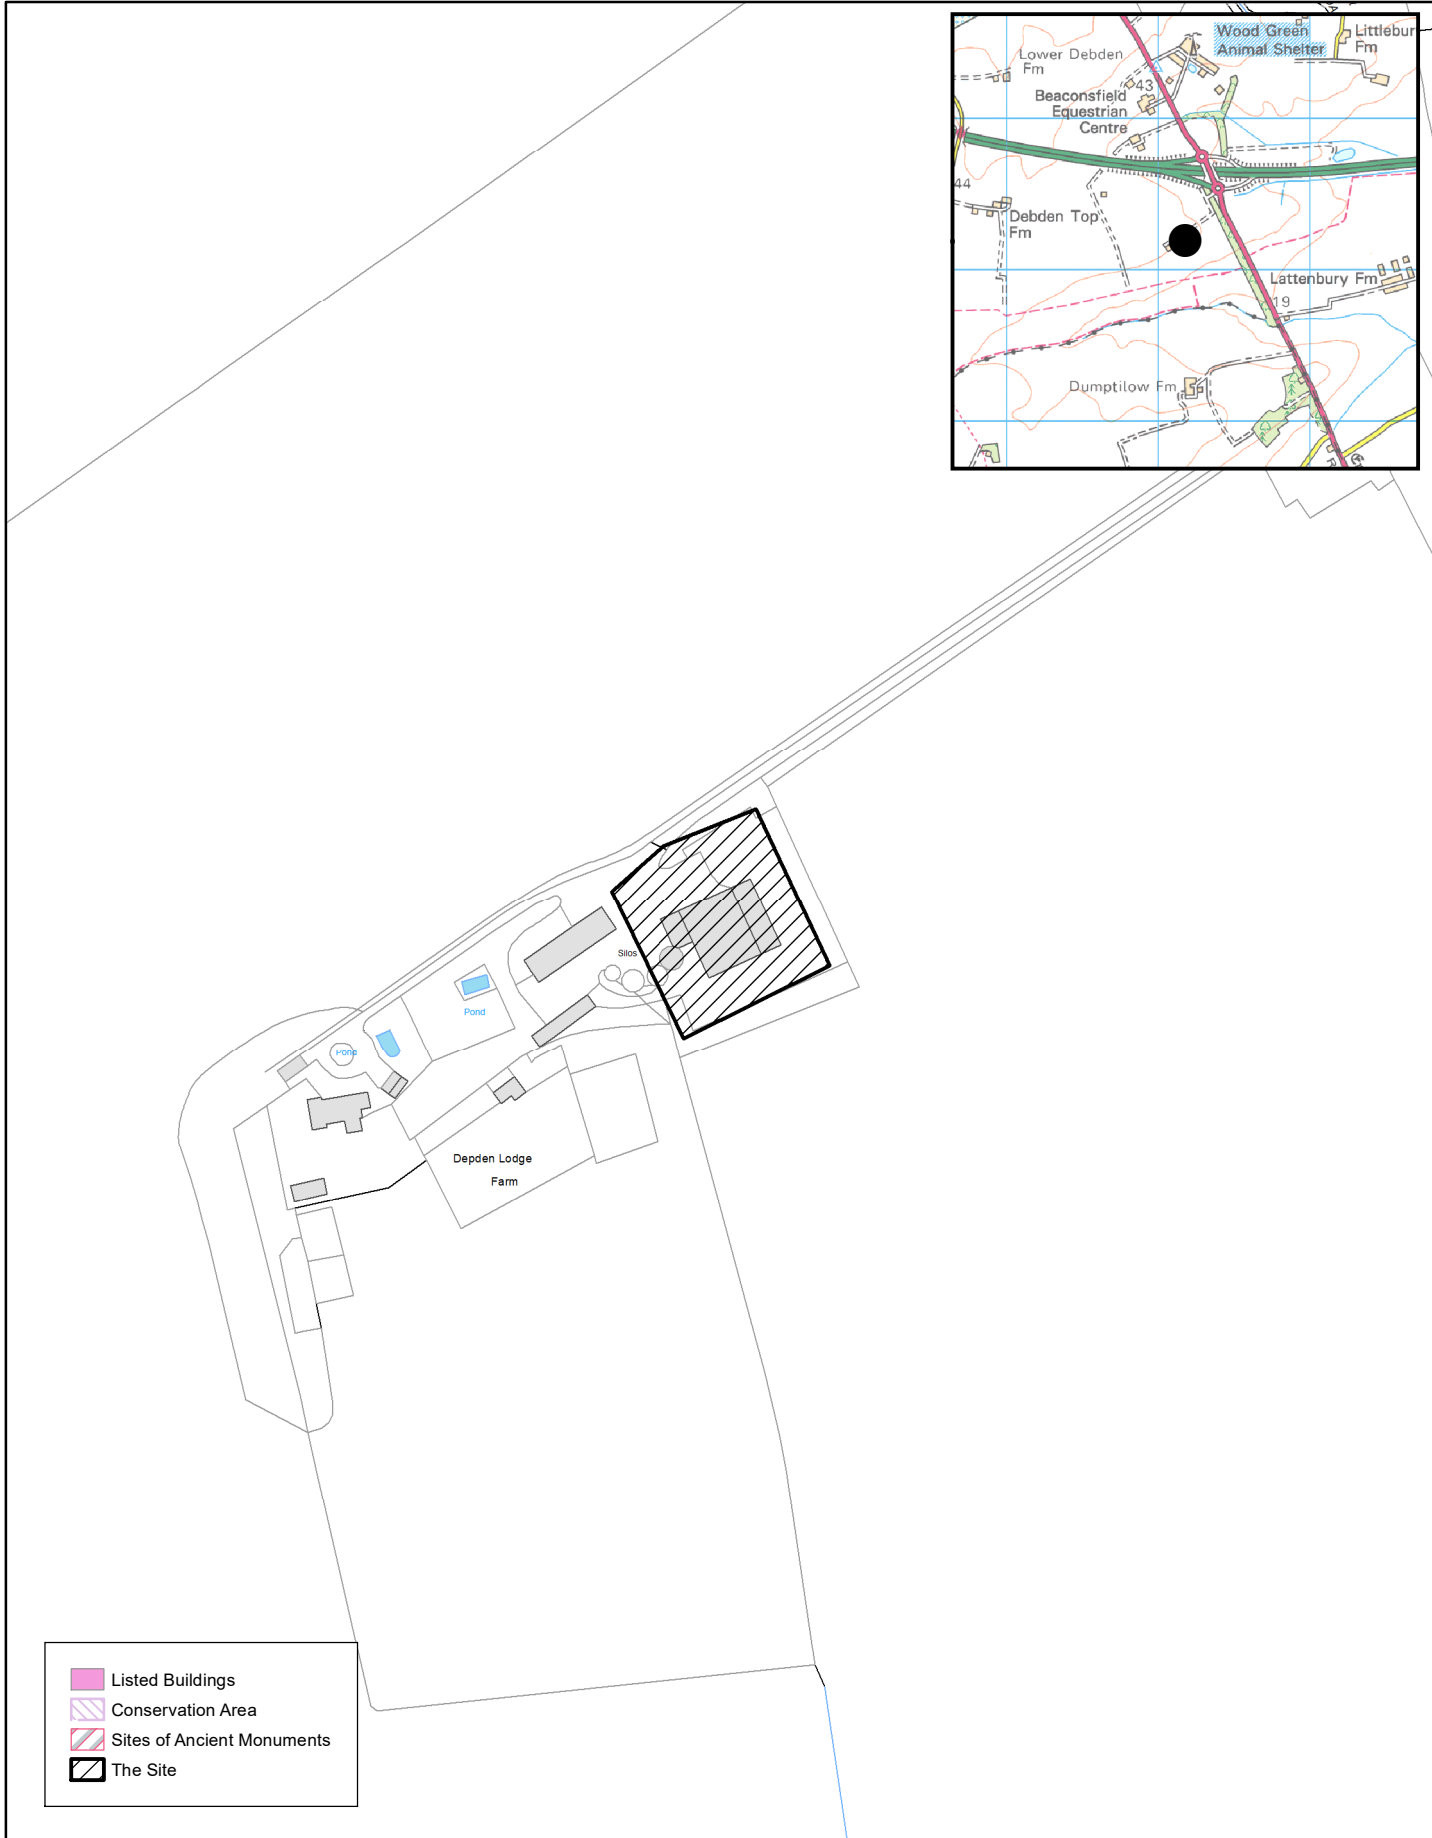 Wood Green
Animal Shelter
Littlebur
Fm
Lower Debden
Fm
43
Beaconsfield
Equestrian
Centre
44
Debden Top
Fm
Lattenbury Fm
19
Dumptilow Fm
Silos
Pond
Pond
Depden Lodge
Farm
Listed Buildings
Conservation Area
Sites of Ancient Monuments
The Site